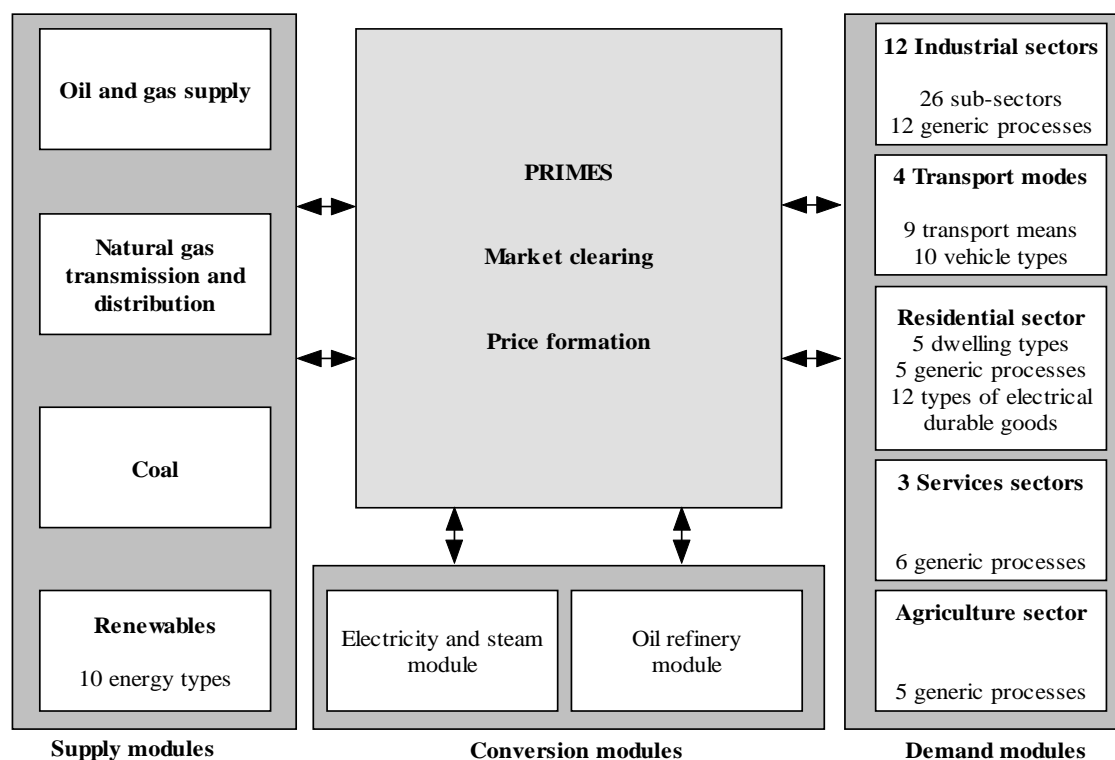 Oil and gas supply
Natural gas
transmission and
distribution
Coal
Renewables
10 energy types
Supply modules
PRIMES
Market clearing
Price formation
Electricity and steam
module
Oil refinery
module
Conversion modules
12 Industrial sectors
26 sub-sectors
12 generic processes
4 Transport modes
9 transport means
10 vehicle types
Residential sector
5 dwelling types
5 generic processes
12 types of electrical
durable goods
3 Services sectors
6 generic processes
Agriculture sector
5 generic processes
Demand modules